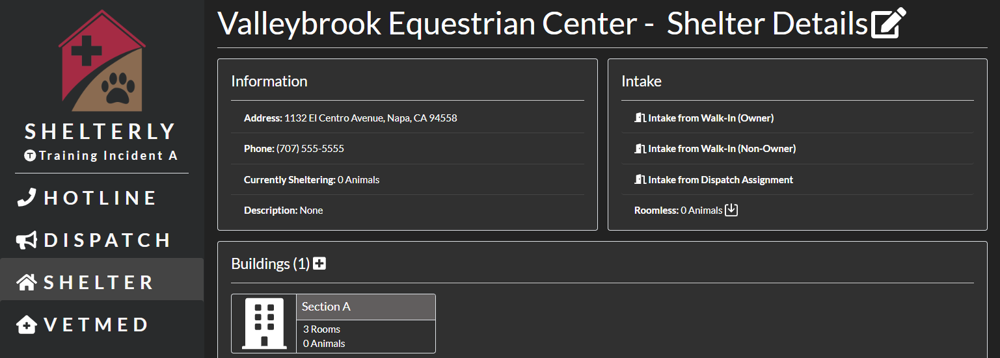 SHELTERLY
Training Incident A
HOTLINE
DISPATCH
SHELTER
VETMED
Valleybrook Equestrian Center - Shelter Details
Information
Address: 1132 El Centro Avenue, Napa, CA 94558
Phone: (707) 555-5555
Currently Sheltering: 0 Animals
Description: None
Intake
Intake from Walk-In (Owner)
Intake from Walk-In (Non-Owner)
Intake from Dispatch Assignment
Roomless: 0 Animals
Buildings (1)
Section A
3 Rooms
0 Animals